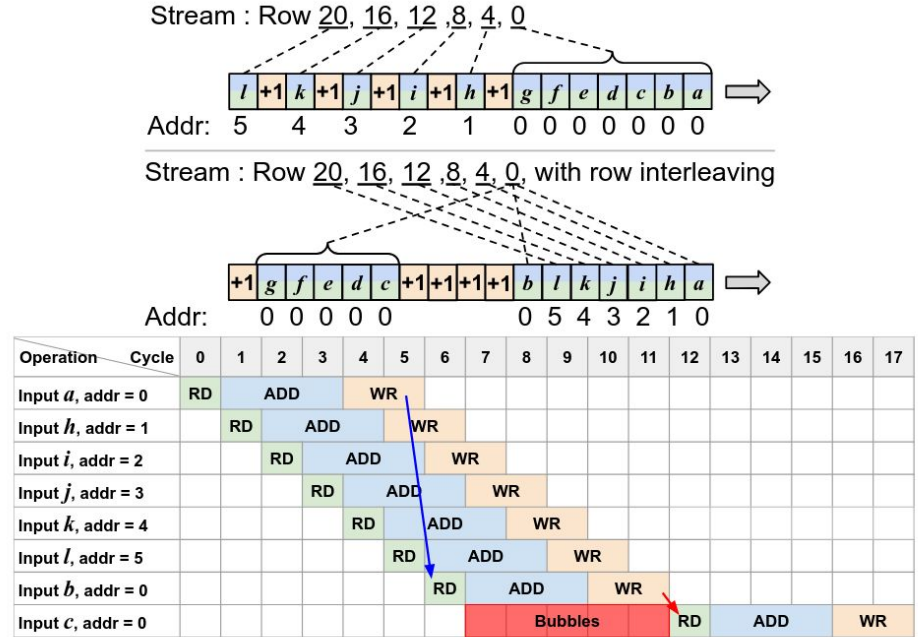 Stream : Row 20, 16, 12 ,8, 4, 0
l +1 k +1 j +1 i +1 h +1 g f e d c b a
Addr: 5 4 3 2 1 0 0 0 0 0 0 0
Stream : Row 20, 16, 12 ,8, 4, 0, with row interleaving
+1 g f e d c +1 +1 +1 +1 b l k j i h a
Addr: 0 0 0 0 0 0 5 4 3 2 1 0
Operation Cycle 0 1 2 3 4 5 6 7 8 9 10 11 12 13 14 15 16 17
Input a, addr = 0 RD ADD WR
Input h, addr = 1 RD ADD WR
Input i, addr = 2 RD ADD WR
Input j, addr = 3 RD ADD WR
Input k, addr = 4 RD ADD WR
Input l, addr = 5 RD ADD WR
Input b, addr = 0 RD ADD WR
Input c, addr = 0 Bubbles RD ADD WR